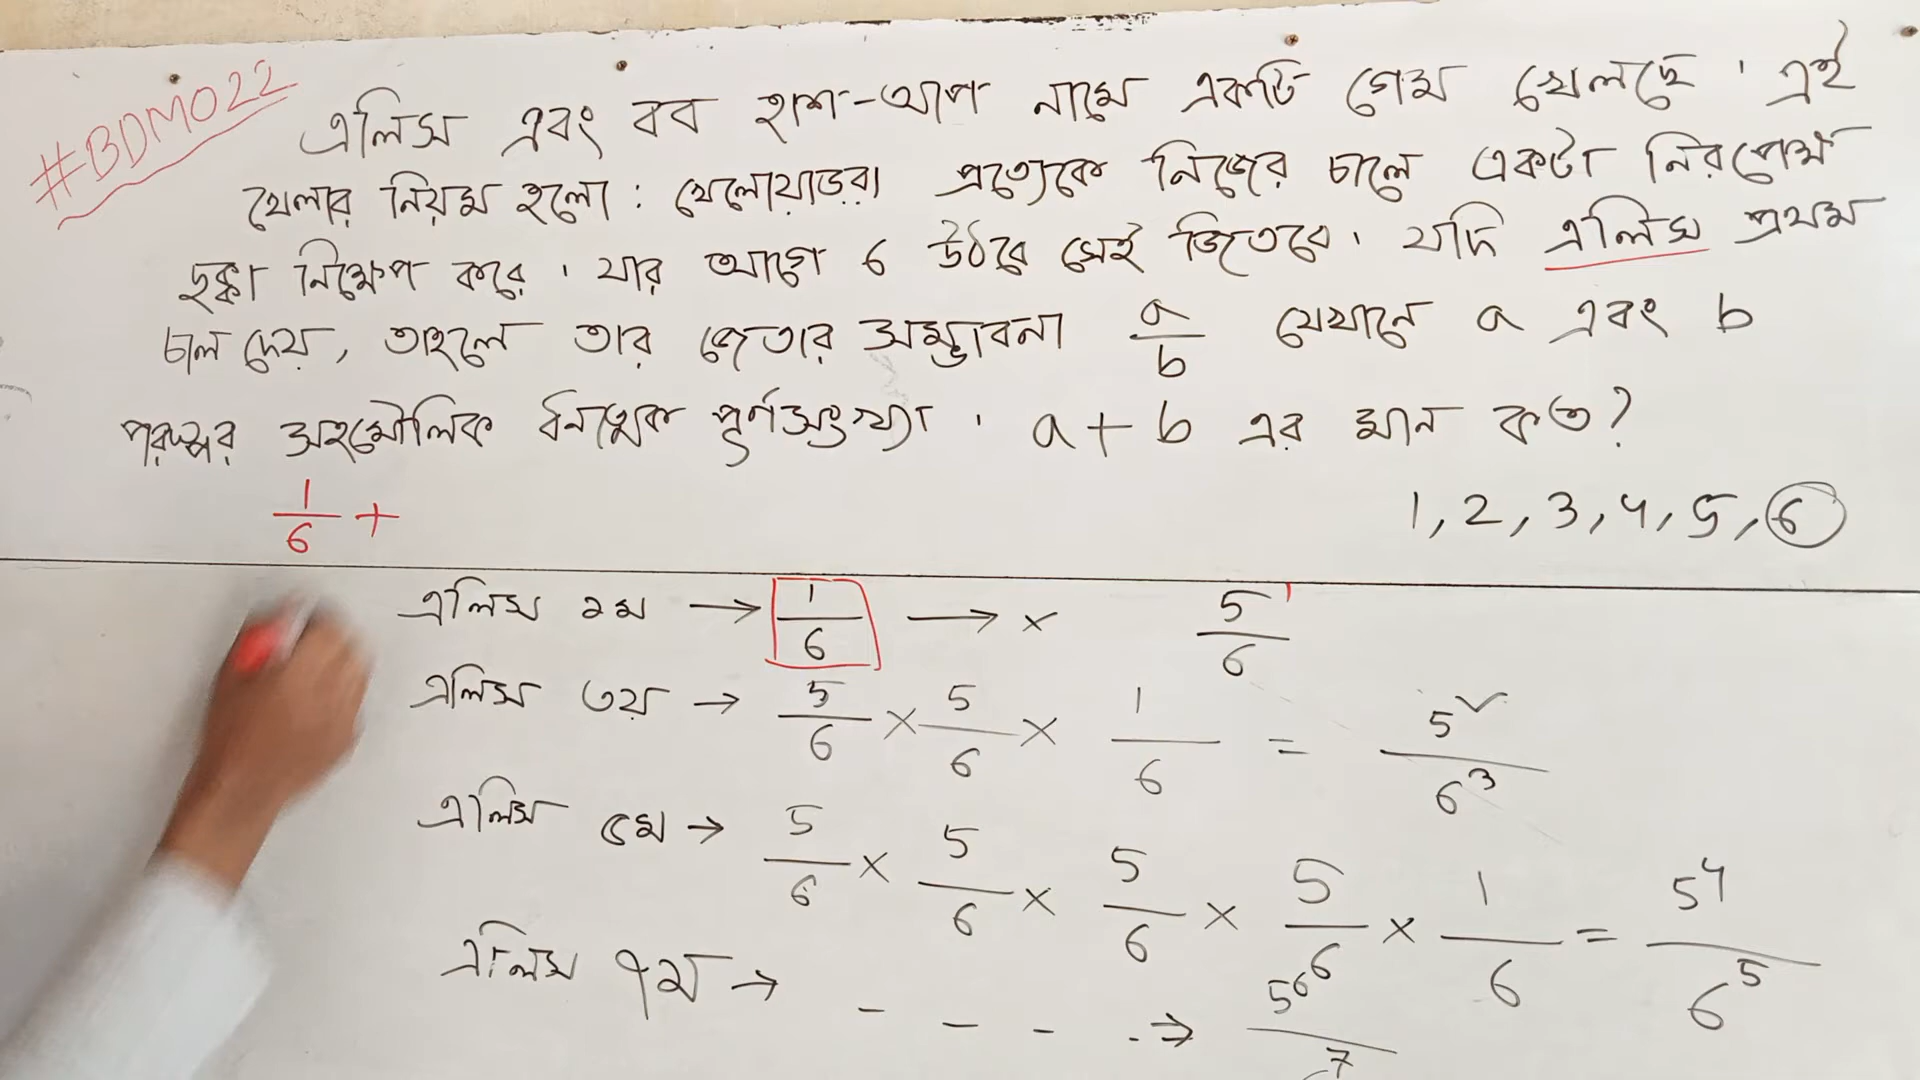 #BDMO22
এলিস এবং বব হাশ-আপ নামে একটি গেম খেলছে। এই
খেলার নিয়ম হলো: খেলোয়াড়রা প্রত্যেকে নিজের চালে একটা নিরপেক্ষ
ছক্কা নিক্ষেপ করে। যার আগে 6 উঠবে সেই জিতবে। যদি এলিস প্রথম
চাল দেয়, তাহলে তার জেতার সম্ভাবনা a/b যেখানে a এবং b
পরস্পর সহমৌলিক ধনাত্মক পূর্ণসংখ্যা। a+b এর মান কত?
1/6 +
1, 2, 3, 4, 5, 6
এলিস ১ম → 1/6 → × 5/6
এলিস ৩য় → 5/6 × 5/6 × 1/6 = 5²/6³
এলিস ৫ম → 5/6 × 5/6 × 5/6 × 5/6 × 1/6 = 5⁴/6⁵
এলিস ৭ম → - - - . → 5⁶/ ⁷